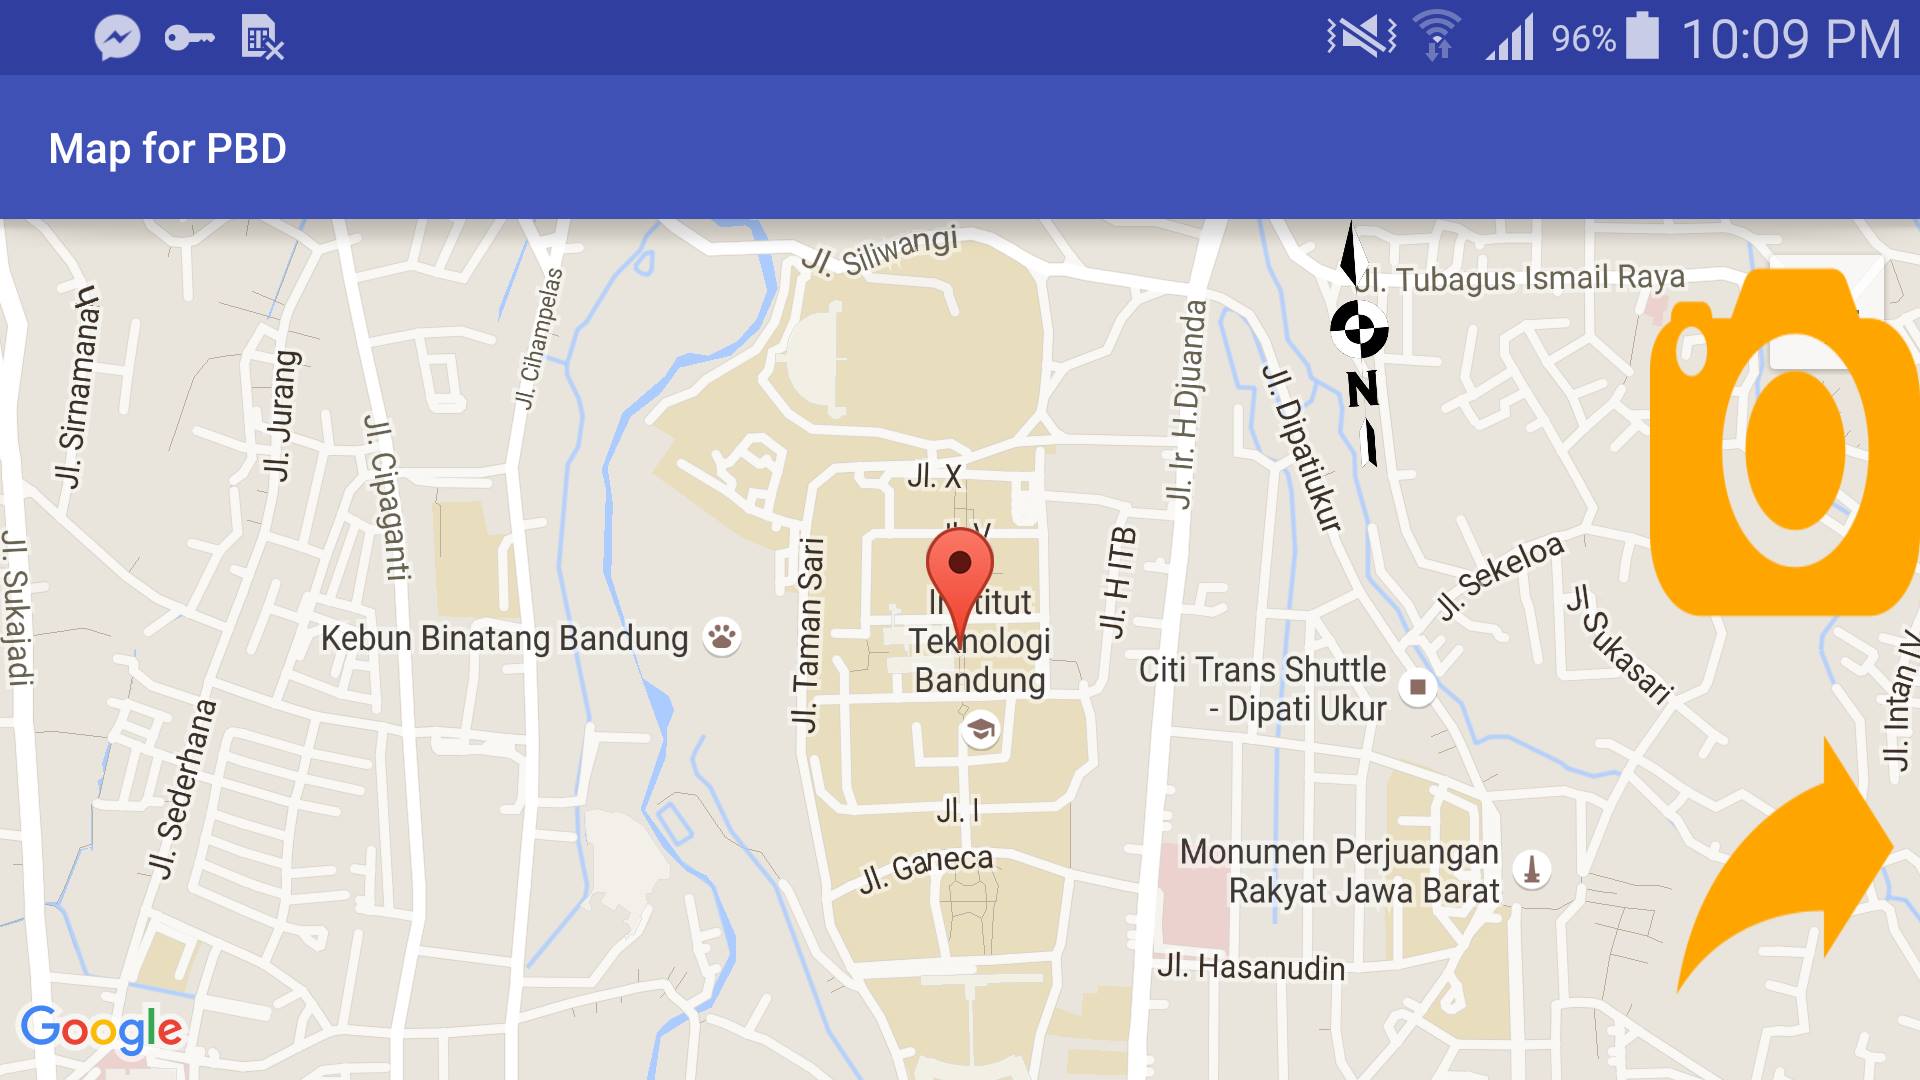 96% 10:09 PM
Map for PBD
Jl. Siliwangi
Jl. Tubagus Ismail Raya
Jl. Sirnamanah
Jl. Jurang
Jl. Cihampelas
Jl. Cipaganti
Jl. Ir. H.Djuanda
Jl. Dipatiukur
N
Jl. X
Jl. V
Jl. Sukajadi
Jl. Taman Sari
Jl. H ITB
Jl. Sekeloa
Jl Sukasari
Jl. Intan IV
Kebun Binatang Bandung
Institut
Teknologi
Bandung
Citi Trans Shuttle
- Dipati Ukur
Jl. Sederhana
Jl. I
Jl. Ganeca
Monumen Perjuangan
Rakyat Jawa Barat
Jl. Hasanudin
Google